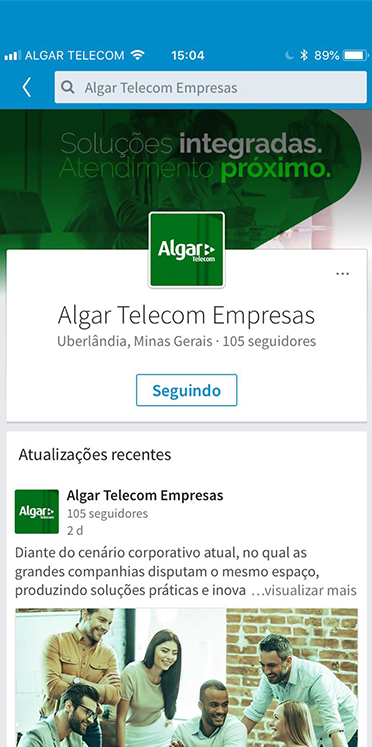 ALGAR TELECOM 15:04 89%
Algar Telecom Empresas
Soluções integradas.
Atendimento próximo.
Algar
Telecom
Algar Telecom Empresas
Uberlândia, Minas Gerais · 105 seguidores
Seguindo
Atualizações recentes
Algar
Telecom
Algar Telecom Empresas
105 seguidores
2 d
Diante do cenário corporativo atual, no qual as
grandes companhias disputam o mesmo espaço,
produzindo soluções práticas e inova ...visualizar mais